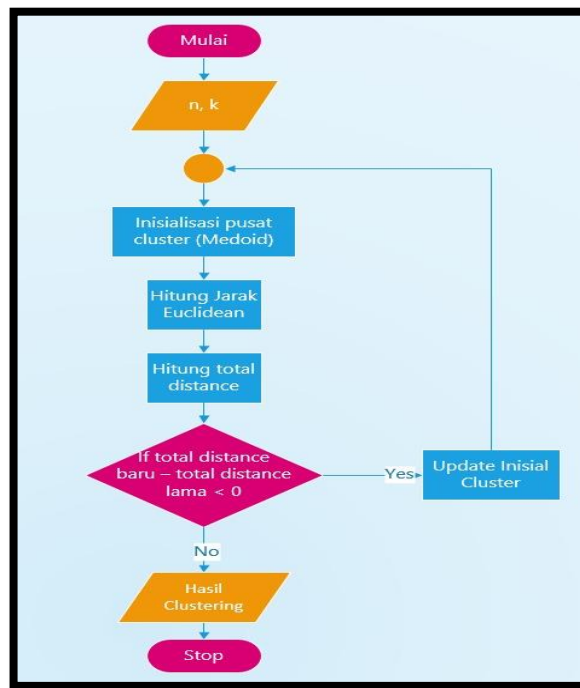 Mulai
n, k
Inisialisasi pusat
cluster (Medoid)
Hitung Jarak
Euclidean
Hitung total
distance
If total distance
baru – total distance
lama < 0
Yes
Update Inisial
Cluster
No
Hasil
Clustering
Stop